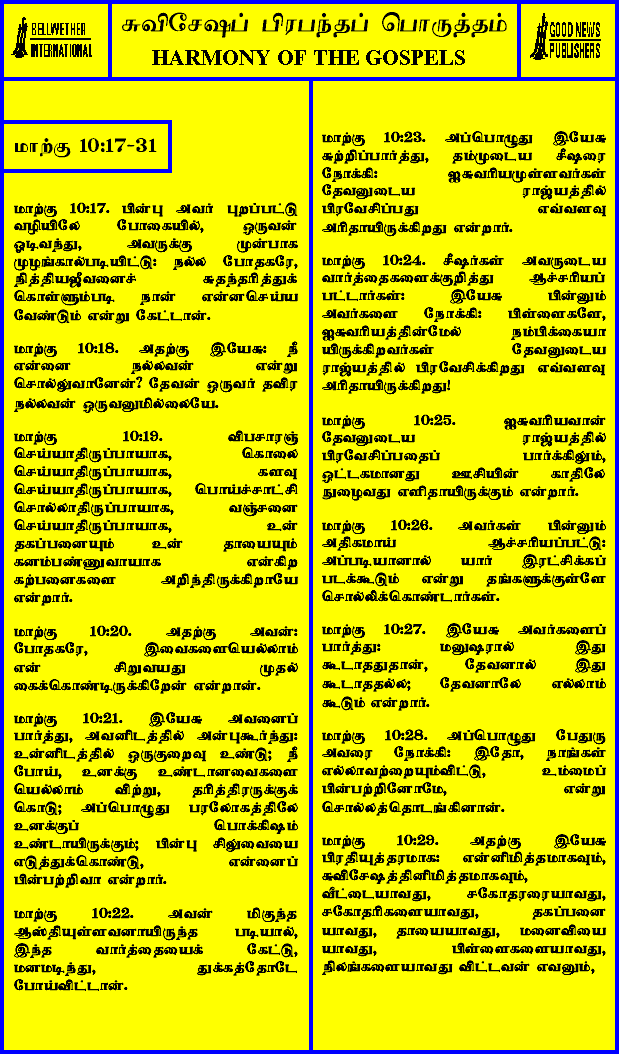 BELLWETHER
INTERNATIONAL
சுவிசேஷப் பிரபந்தப் பொருத்தம்
HARMONY OF THE GOSPELS
GOOD NEWS
PUBLISHERS
மாற்கு 10:17-31
மாற்கு 10:17. பின்பு அவர் புறப்பட்டு
வழியிலே போகையில், ஒருவன்
ஓடிவந்து, அவருக்கு முன்பாக
முழங்கால்படியிட்டு: நல்ல போதகரே,
நித்தியஜீவனைச் சுதந்தரித்துக்
கொள்ளும்படி நான் என்னசெய்ய
வேண்டும் என்று கேட்டான்.
மாற்கு 10:18. அதற்கு இயேசு: நீ
என்னை நல்லவன் என்று
சொல்லுவானேன்? தேவன் ஒருவர் தவிர
நல்லவன் ஒருவனுமில்லையே.
மாற்கு 10:19. விபசாரஞ்
செய்யாதிருப்பாயாக, கொலை
செய்யாதிருப்பாயாக, களவு
செய்யாதிருப்பாயாக, பொய்ச்சாட்சி
சொல்லாதிருப்பாயாக, வஞ்சனை
செய்யாதிருப்பாயாக, உன்
தகப்பனையும் உன் தாயையும்
கனம்பண்ணுவாயாக என்கிற
கற்பனைகளை அறிந்திருக்கிறாயே
என்றார்.
மாற்கு 10:20. அதற்கு அவன்:
போதகரே, இவைகளையெல்லாம்
என் சிறுவயது முதல்
கைக்கொண்டிருக்கிறேன் என்றான்.
மாற்கு 10:21. இயேசு அவனைப்
பார்த்து, அவனிடத்தில் அன்புகூர்ந்து:
உன்னிடத்தில் ஒருகுறைவு உண்டு; நீ
போய், உனக்கு உண்டானவைகளை
யெல்லாம் விற்று, தரித்திரருக்குக்
கொடு; அப்பொழுது பரலோகத்திலே
உனக்குப் பொக்கிஷம்
உண்டாயிருக்கும்; பின்பு சிலுவையை
எடுத்துக்கொண்டு, என்னைப்
பின்பற்றிவா என்றார்.
மாற்கு 10:22. அவன் மிகுந்த
ஆஸ்தியுள்ளவனாயிருந்த படியால்,
இந்த வார்த்தையைக் கேட்டு,
மனமடிந்து, துக்கத்தோடே
போய்விட்டான்.
மாற்கு 10:23. அப்பொழுது இயேசு
சுற்றிப்பார்த்து, தம்முடைய சீஷரை
நோக்கி: ஐசுவரியமுள்ளவர்கள்
தேவனுடைய ராஜ்யத்தில்
பிரவேசிப்பது எவ்வளவு
அரிதாயிருக்கிறது என்றார்.
மாற்கு 10:24. சீஷர்கள் அவருடைய
வார்த்தைகளைக்குறித்து ஆச்சரியப்
பட்டார்கள்: இயேசு பின்னும்
அவர்களை நோக்கி: பிள்ளைகளே,
ஐசுவரியத்தின்மேல் நம்பிக்கையா
யிருக்கிறவர்கள் தேவனுடைய
ராஜ்யத்தில் பிரவேசிக்கிறது எவ்வளவு
அரிதாயிருக்கிறது!
மாற்கு 10:25. ஐசுவரியவான்
தேவனுடைய ராஜ்யத்தில்
பிரவேசிப்பதைப் பார்க்கிலும்,
ஒட்டகமானது ஊசியின் காதிலே
நுழைவது எளிதாயிருக்கும் என்றார்.
மாற்கு 10:26. அவர்கள் பின்னும்
அதிகமாய் ஆச்சரியப்பட்டு:
அப்படியானால் யார் இரட்சிக்கப்
படக்கூடும் என்று தங்களுக்குள்ளே
சொல்லிக்கொண்டார்கள்.
மாற்கு 10:27. இயேசு அவர்களைப்
பார்த்து: மனுஷரால் இது
கூடாததுதான், தேவனால் இது
கூடாததல்ல; தேவனாலே எல்லாம்
கூடும் என்றார்.
மாற்கு 10:28. அப்பொழுது பேதுரு
அவரை நோக்கி: இதோ, நாங்கள்
எல்லாவற்றையும்விட்டு, உம்மைப்
பின்பற்றினோமே, என்று
சொல்லத்தொடங்கினான்.
மாற்கு 10:29. அதற்கு இயேசு
பிரதியுத்தரமாக: என்னிமித்தமாகவும்,
சுவிசேஷத்தினிமித்தமாகவும்,
வீட்டையாவது, சகோதரரையாவது,
சகோதரிகளையாவது, தகப்பனை
யாவது, தாயையாவது, மனைவியை
யாவது, பிள்ளைகளையாவது,
நிலங்களையாவது விட்டவன் எவனும்,